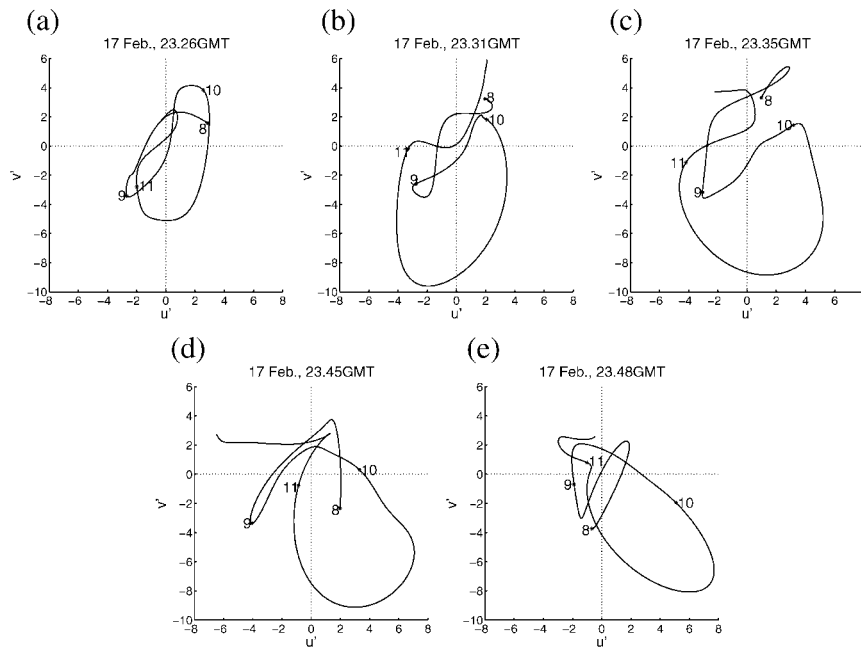 (a)
17 Feb., 23.26GMT
6
4
2
0
−2
−4
−6
−8
−10
v'
10
8
9
11
−8 −6 −4 −2 0 2 4 6 8
u'
(b)
17 Feb., 23.31GMT
6
4
2
0
−2
−4
−6
−8
−10
v'
8
10
11
9
−8 −6 −4 −2 0 2 4 6 8
u'
(c)
17 Feb., 23.35GMT
6
4
2
0
−2
−4
−6
−8
−10
v'
8
10
11
9
−8 −6 −4 −2 0 2 4 6 8
u'
(d)
17 Feb., 23.45GMT
6
4
2
0
−2
−4
−6
−8
−10
v'
10
11
8
9
−8 −6 −4 −2 0 2 4 6 8
u'
(e)
17 Feb., 23.48GMT
6
4
2
0
−2
−4
−6
−8
−10
v'
11
9
10
8
−8 −6 −4 −2 0 2 4 6 8
u'